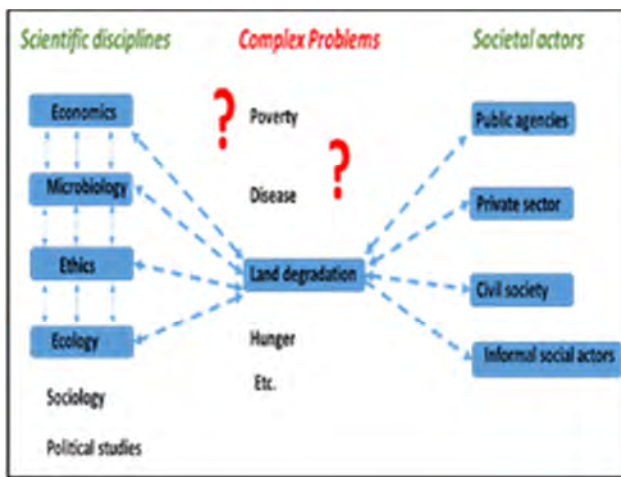 Scientific disciplines
Complex Problems
Societal actors
Economics
Microbiology
Ethics
Ecology
Sociology
Political studies
?
Poverty
?
Disease
Land degradation
Hunger
Etc.
Public agencies
Private sector
Civil society
Informal social actors